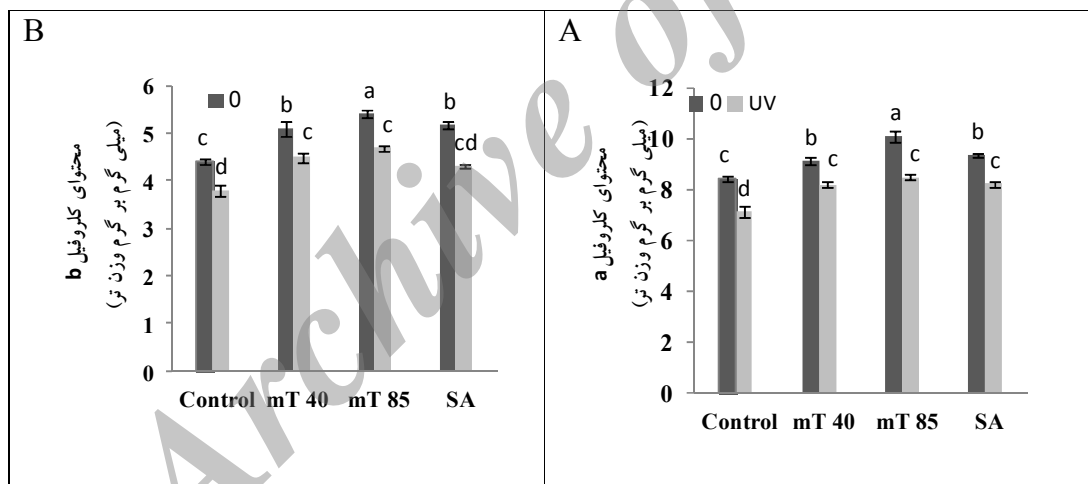 B
0
محتوای کلروفیل b
(میلی گرم بر گرم وزن تر)
6
5
4
3
2
1
0
c
d
b
c
a
c
b
cd
Control mT 40 mT 85 SA
A
0 UV
محتوای کلروفیل a
(میلی گرم بر گرم وزن تر)
12
10
8
6
4
2
0
c
d
b
c
a
c
b
c
Control mT 40 mT 85 SA
Archive of